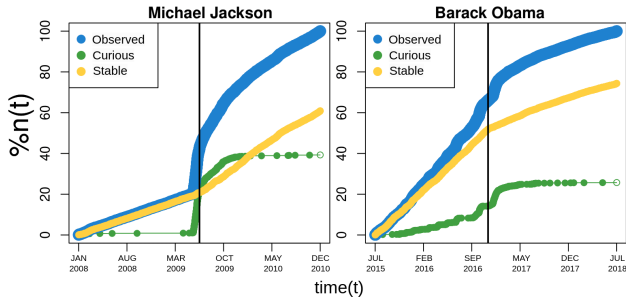 Michael Jackson
Barack Obama
%n(t)
100
80
60
40
20
0
Observed
Curious
Stable
JAN 2008
AUG 2008
MAR 2009
OCT 2009
MAY 2010
DEC 2010
100
80
60
40
20
0
Observed
Curious
Stable
JUL 2015
FEB 2016
SEP 2016
MAY 2017
DEC 2017
JUL 2018
time(t)